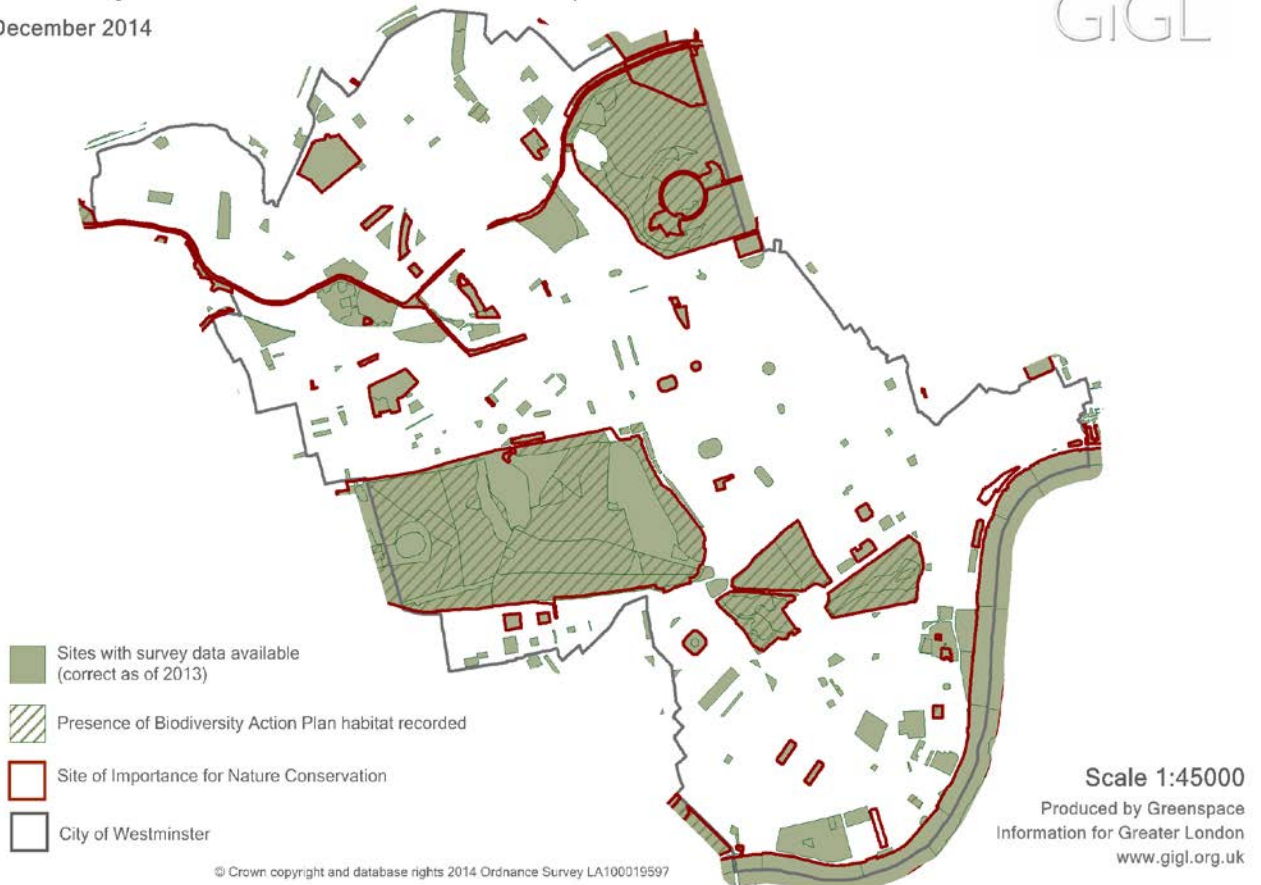 December 2014
GiGL
Sites with survey data available
(correct as of 2013)
Presence of Biodiversity Action Plan habitat recorded
Site of Importance for Nature Conservation
City of Westminster
Scale 1:45000
Produced by Greenspace
Information for Greater London
www.gigl.org.uk
© Crown copyright and database rights 2014 Ordnance Survey LA100019597